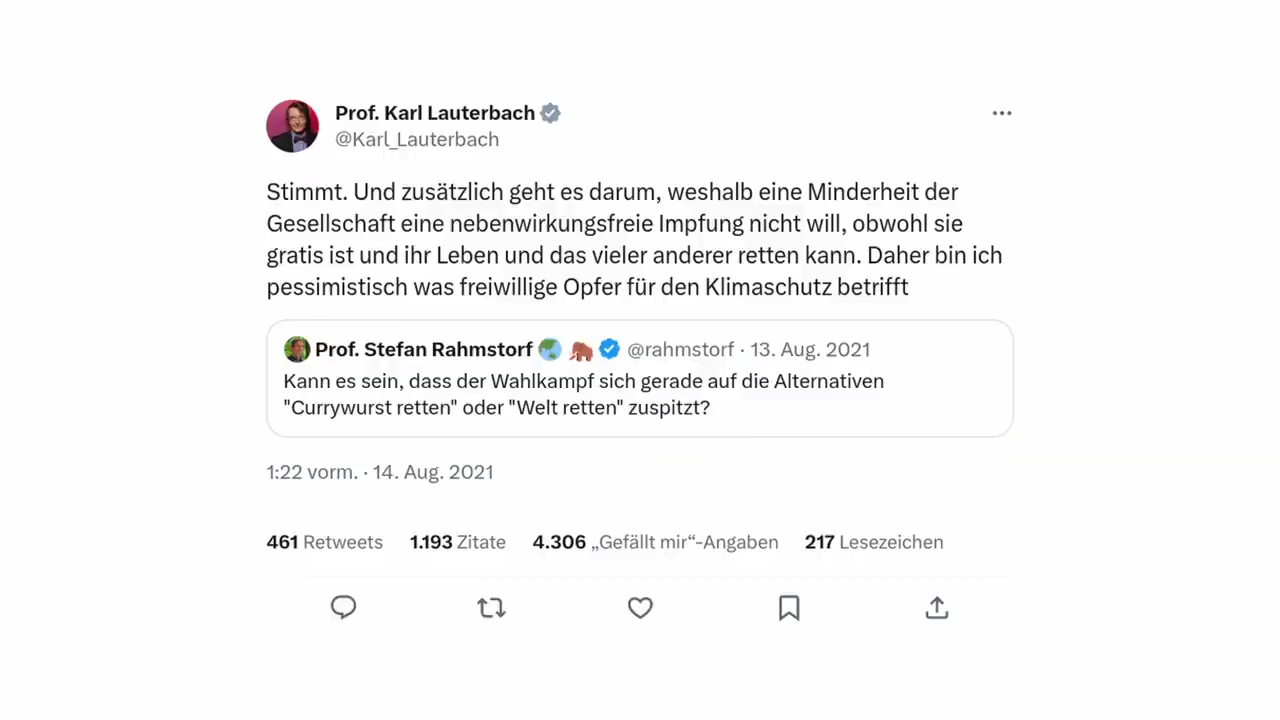 Prof. Karl Lauterbach
@Karl_Lauterbach
Stimmt. Und zusätzlich geht es darum, weshalb eine Minderheit der
Gesellschaft eine nebenwirkungsfreie Impfung nicht will, obwohl sie
gratis ist und ihr Leben und das vieler anderer retten kann. Daher bin ich
pessimistisch was freiwillige Opfer für den Klimaschutz betrifft
Prof. Stefan Rahmstorf 🌏 🦣 @rahmstorf · 13. Aug. 2021
Kann es sein, dass der Wahlkampf sich gerade auf die Alternativen
"Currywurst retten" oder "Welt retten" zuspitzt?
1:22 vorm. · 14. Aug. 2021
461 Retweets 1.193 Zitate 4.306 „Gefällt mir“-Angaben 217 Lesezeichen